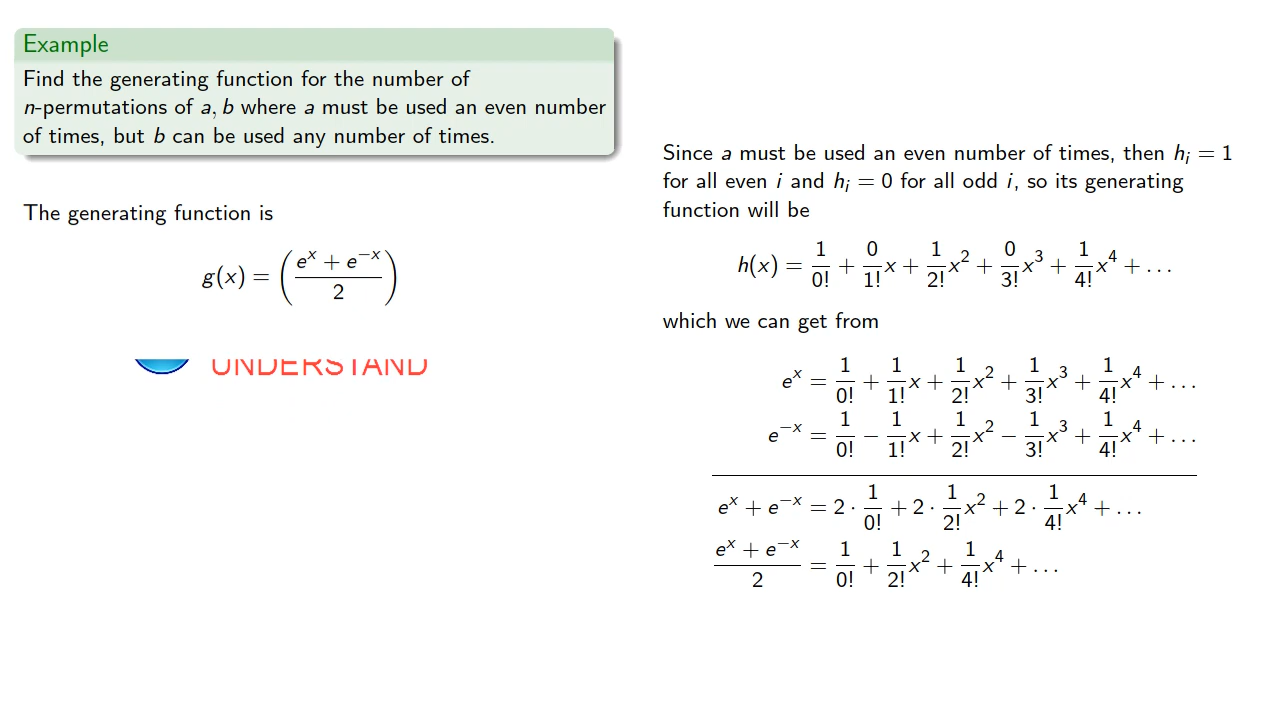 Example
Find the generating function for the number of
n-permutations of a, b where a must be used an even number
of times, but b can be used any number of times.
The generating function is
g(x) = ( (e^x + e^{-x}) / 2 )
UNDERSTAND
Since a must be used an even number of times, then h_i = 1
for all even i and h_i = 0 for all odd i, so its generating
function will be
h(x) = 1/0! + 0/1! x + 1/2! x^2 + 0/3! x^3 + 1/4! x^4 + ...
which we can get from
e^x = 1/0! + 1/1! x + 1/2! x^2 + 1/3! x^3 + 1/4! x^4 + ...
e^{-x} = 1/0! − 1/1! x + 1/2! x^2 − 1/3! x^3 + 1/4! x^4 + ...
e^x + e^{-x} = 2 · 1/0! + 2 · 1/2! x^2 + 2 · 1/4! x^4 + ...
(e^x + e^{-x}) / 2 = 1/0! + 1/2! x^2 + 1/4! x^4 + ...